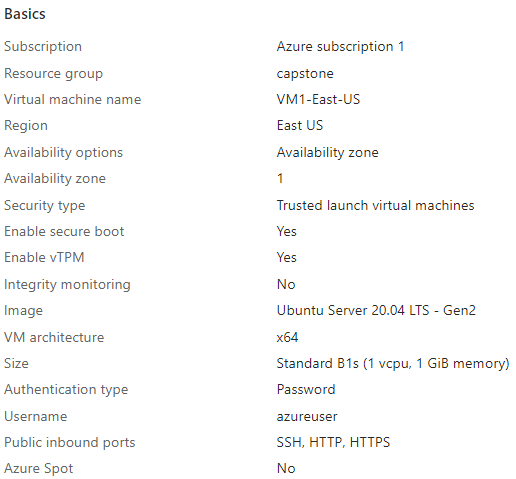 Basics
Subscription Azure subscription 1
Resource group capstone
Virtual machine name VM1-East-US
Region East US
Availability options Availability zone
Availability zone 1
Security type Trusted launch virtual machines
Enable secure boot Yes
Enable vTPM Yes
Integrity monitoring No
Image Ubuntu Server 20.04 LTS - Gen2
VM architecture x64
Size Standard B1s (1 vcpu, 1 GiB memory)
Authentication type Password
Username azureuser
Public inbound ports SSH, HTTP, HTTPS
Azure Spot No